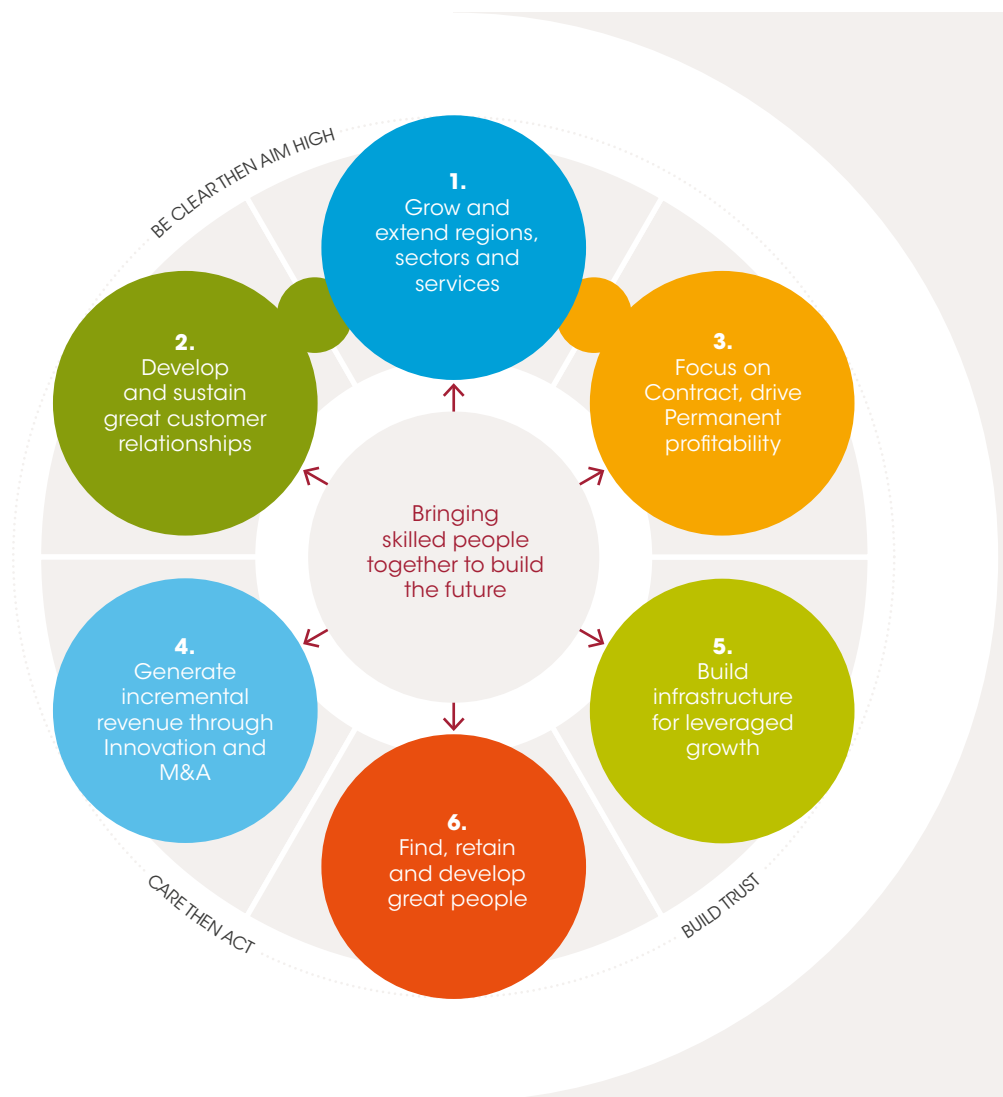 BE CLEAR THEN AIM HIGH
1.
Grow and
extend regions,
sectors and
services
2.
Develop
and sustain
great customer
relationships
3.
Focus on
Contract, drive
Permanent
profitability
Bringing
skilled people
together to build
the future
4.
Generate
incremental
revenue through
Innovation and
M&A
5.
Build
infrastructure
for leveraged
growth
6.
Find, retain
and develop
great people
CARE THEN ACT
BUILD TRUST